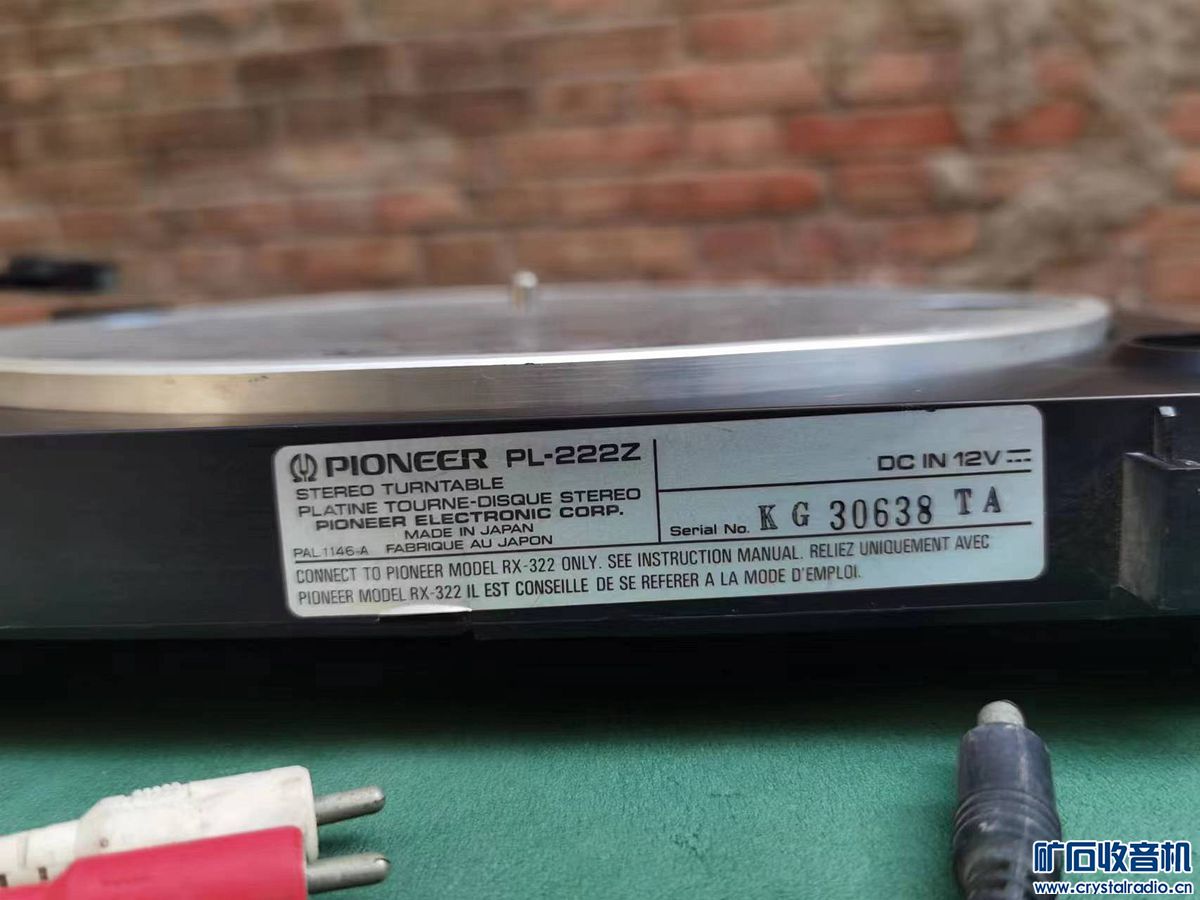 PIONEER PL-222Z
STEREO TURNTABLE
PLATINE TOURNE-DISQUE STEREO
PIONEER ELECTRONIC CORP.
MADE IN JAPAN
PAL 1146-A FABRIQUE AU JAPON
DC IN 12V
Serial No. KG 30638 TA
CONNECT TO PIONEER MODEL RX-322 ONLY. SEE INSTRUCTION MANUAL. RELIEZ UNIQUEMENT AVEC
PIONEER MODEL RX-322 IL EST CONSEILLE DE SE REFERER A LA MODE D'EMPLOI.
矿石收音机
www.crystalradio.cn